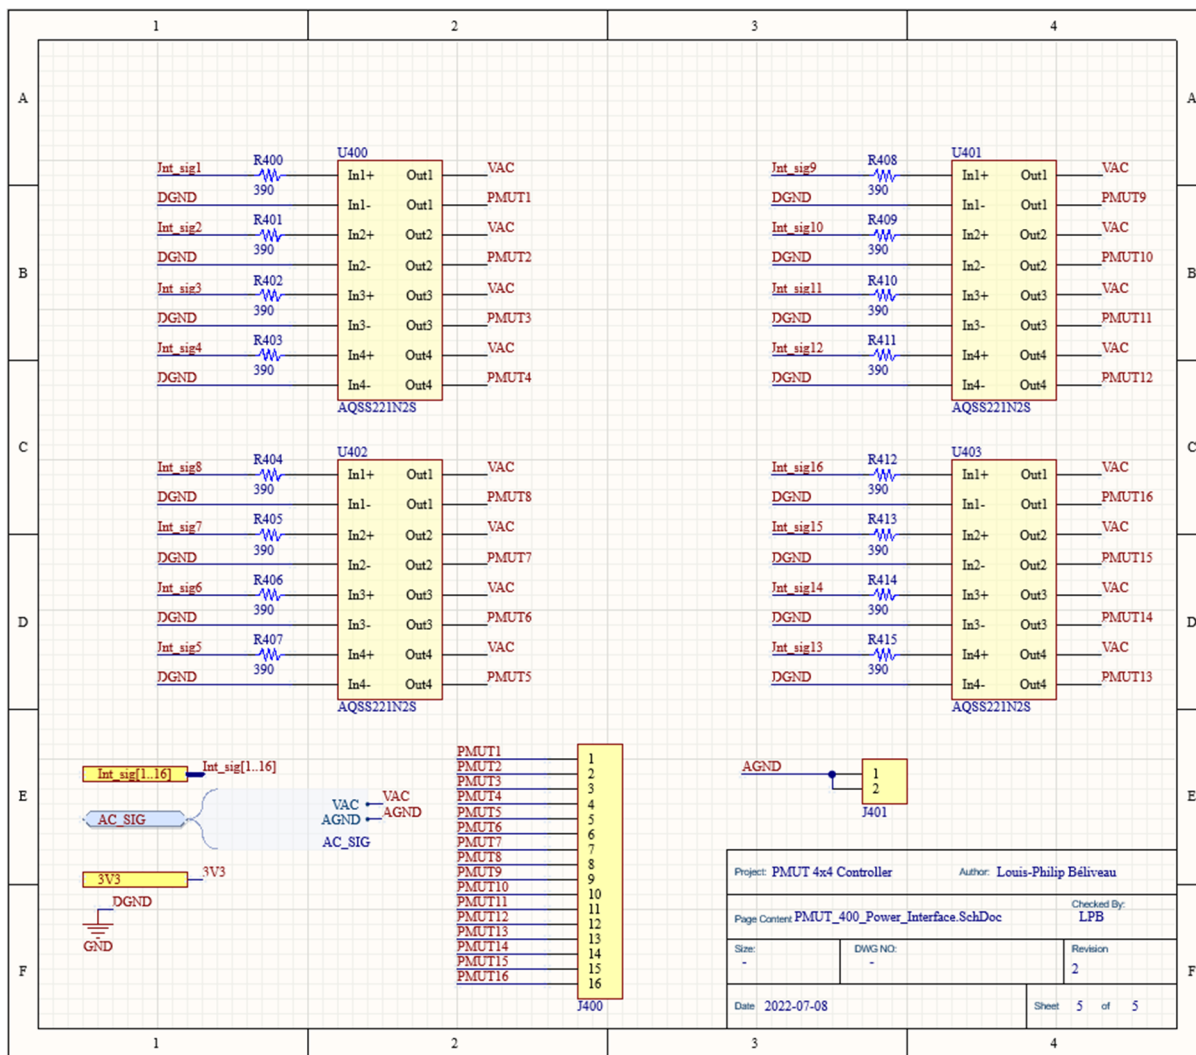 1 2 3 4
A A
U400 U401
Int_sig1 R400 390 In1+ Out1 VAC Int_sig9 R408 390 In1+ Out1 VAC
DGND In1- Out1 PMUT1 DGND In1- Out1 PMUT9
Int_sig2 R401 390 In2+ Out2 VAC Int_sig10 R409 390 In2+ Out2 VAC
DGND In2- Out2 PMUT2 DGND In2- Out2 PMUT10
B B
Int_sig3 R402 390 In3+ Out3 VAC Int_sig11 R410 390 In3+ Out3 VAC
DGND In3- Out3 PMUT3 DGND In3- Out3 PMUT11
Int_sig4 R403 390 In4+ Out4 VAC Int_sig12 R411 390 In4+ Out4 VAC
DGND In4- Out4 PMUT4 DGND In4- Out4 PMUT12
AQSS221N2S AQSS221N2S
C C
U402 U403
Int_sig8 R404 390 In1+ Out1 VAC Int_sig16 R412 390 In1+ Out1 VAC
DGND In1- Out1 PMUT8 DGND In1- Out1 PMUT16
Int_sig7 R405 390 In2+ Out2 VAC Int_sig15 R413 390 In2+ Out2 VAC
DGND In2- Out2 PMUT7 DGND In2- Out2 PMUT15
Int_sig6 R406 390 In3+ Out3 VAC Int_sig14 R414 390 In3+ Out3 VAC
DGND In3- Out3 PMUT6 DGND In3- Out3 PMUT14
D D
Int_sig5 R407 390 In4+ Out4 VAC Int_sig13 R415 390 In4+ Out4 VAC
DGND In4- Out4 PMUT5 DGND In4- Out4 PMUT13
AQSS221N2S AQSS221N2S
E E
Int_sig[1..16] Int_sig[1..16]
AC_SIG VAC VAC
AGND AGND
AC_SIG
3V3 3V3
DGND
GND
PMUT1 1
PMUT2 2
PMUT3 3
PMUT4 4
PMUT5 5
PMUT6 6
PMUT7 7
PMUT8 8
PMUT9 9
PMUT10 10
PMUT11 11
PMUT12 12
PMUT13 13
PMUT14 14
PMUT15 15
PMUT16 16
J400
AGND 1
2
J401
F F
Project: PMUT 4x4 Controller Author: Louis-Philip Béliveau
Page Content PMUT_400_Power_Interface.SchDoc Checked By: LPB
Size: - DWG NO: - Revision 2
Date 2022-07-08 Sheet 5 of 5
1 2 3 4